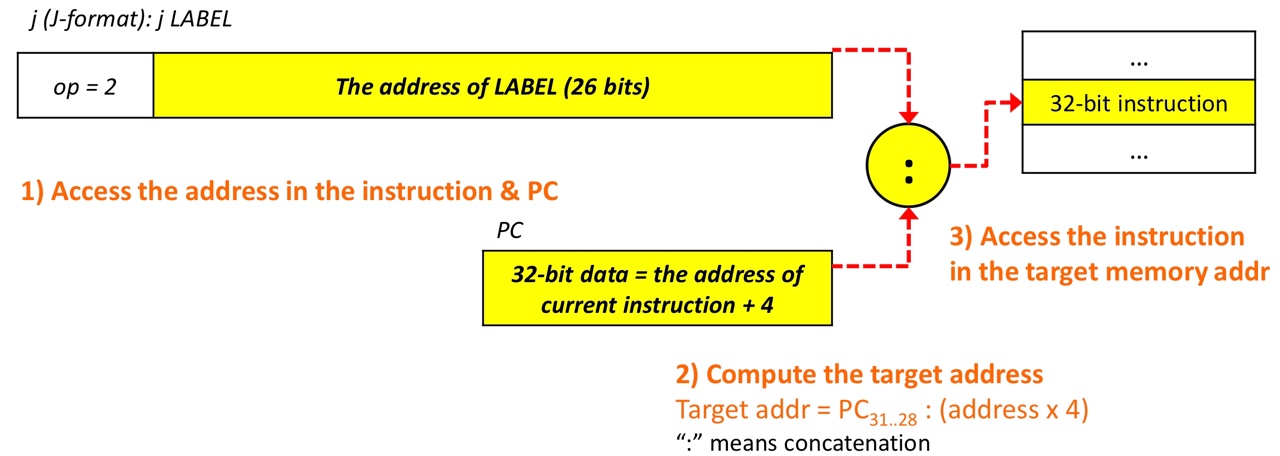 j (J-format): j LABEL
op = 2
The address of LABEL (26 bits)
...
32-bit instruction
...
:
1) Access the address in the instruction & PC
PC
32-bit data = the address of
current instruction + 4
3) Access the instruction
in the target memory addr
2) Compute the target address
Target addr = PC31..28 : (address x 4)
“:” means concatenation